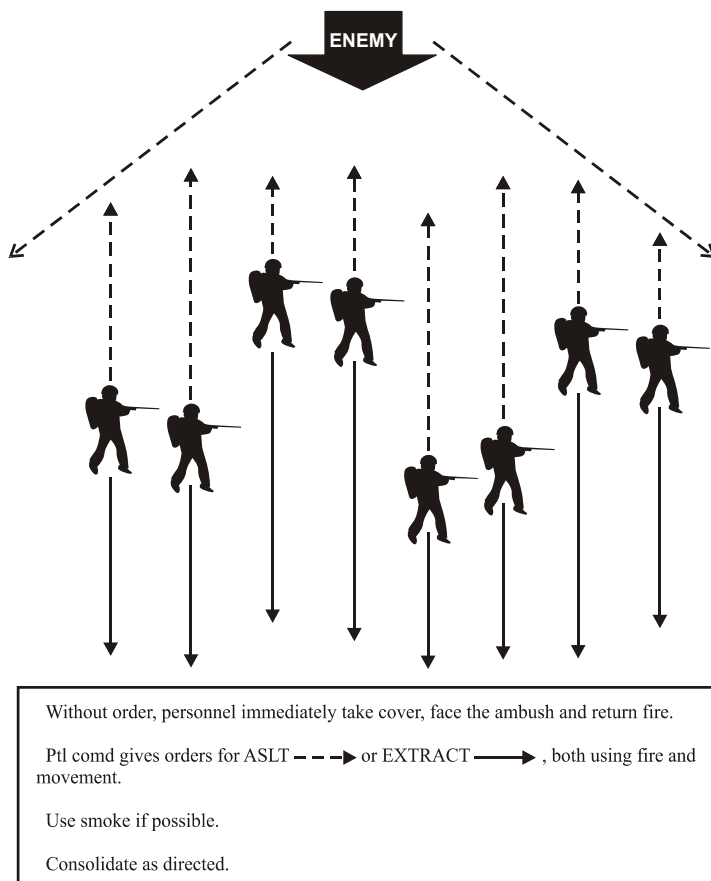 ENEMY
Without order, personnel immediately take cover, face the ambush and return fire.
Ptl comd gives orders for ASLT or EXTRACT , both using fire and
movement.
Use smoke if possible.
Consolidate as directed.